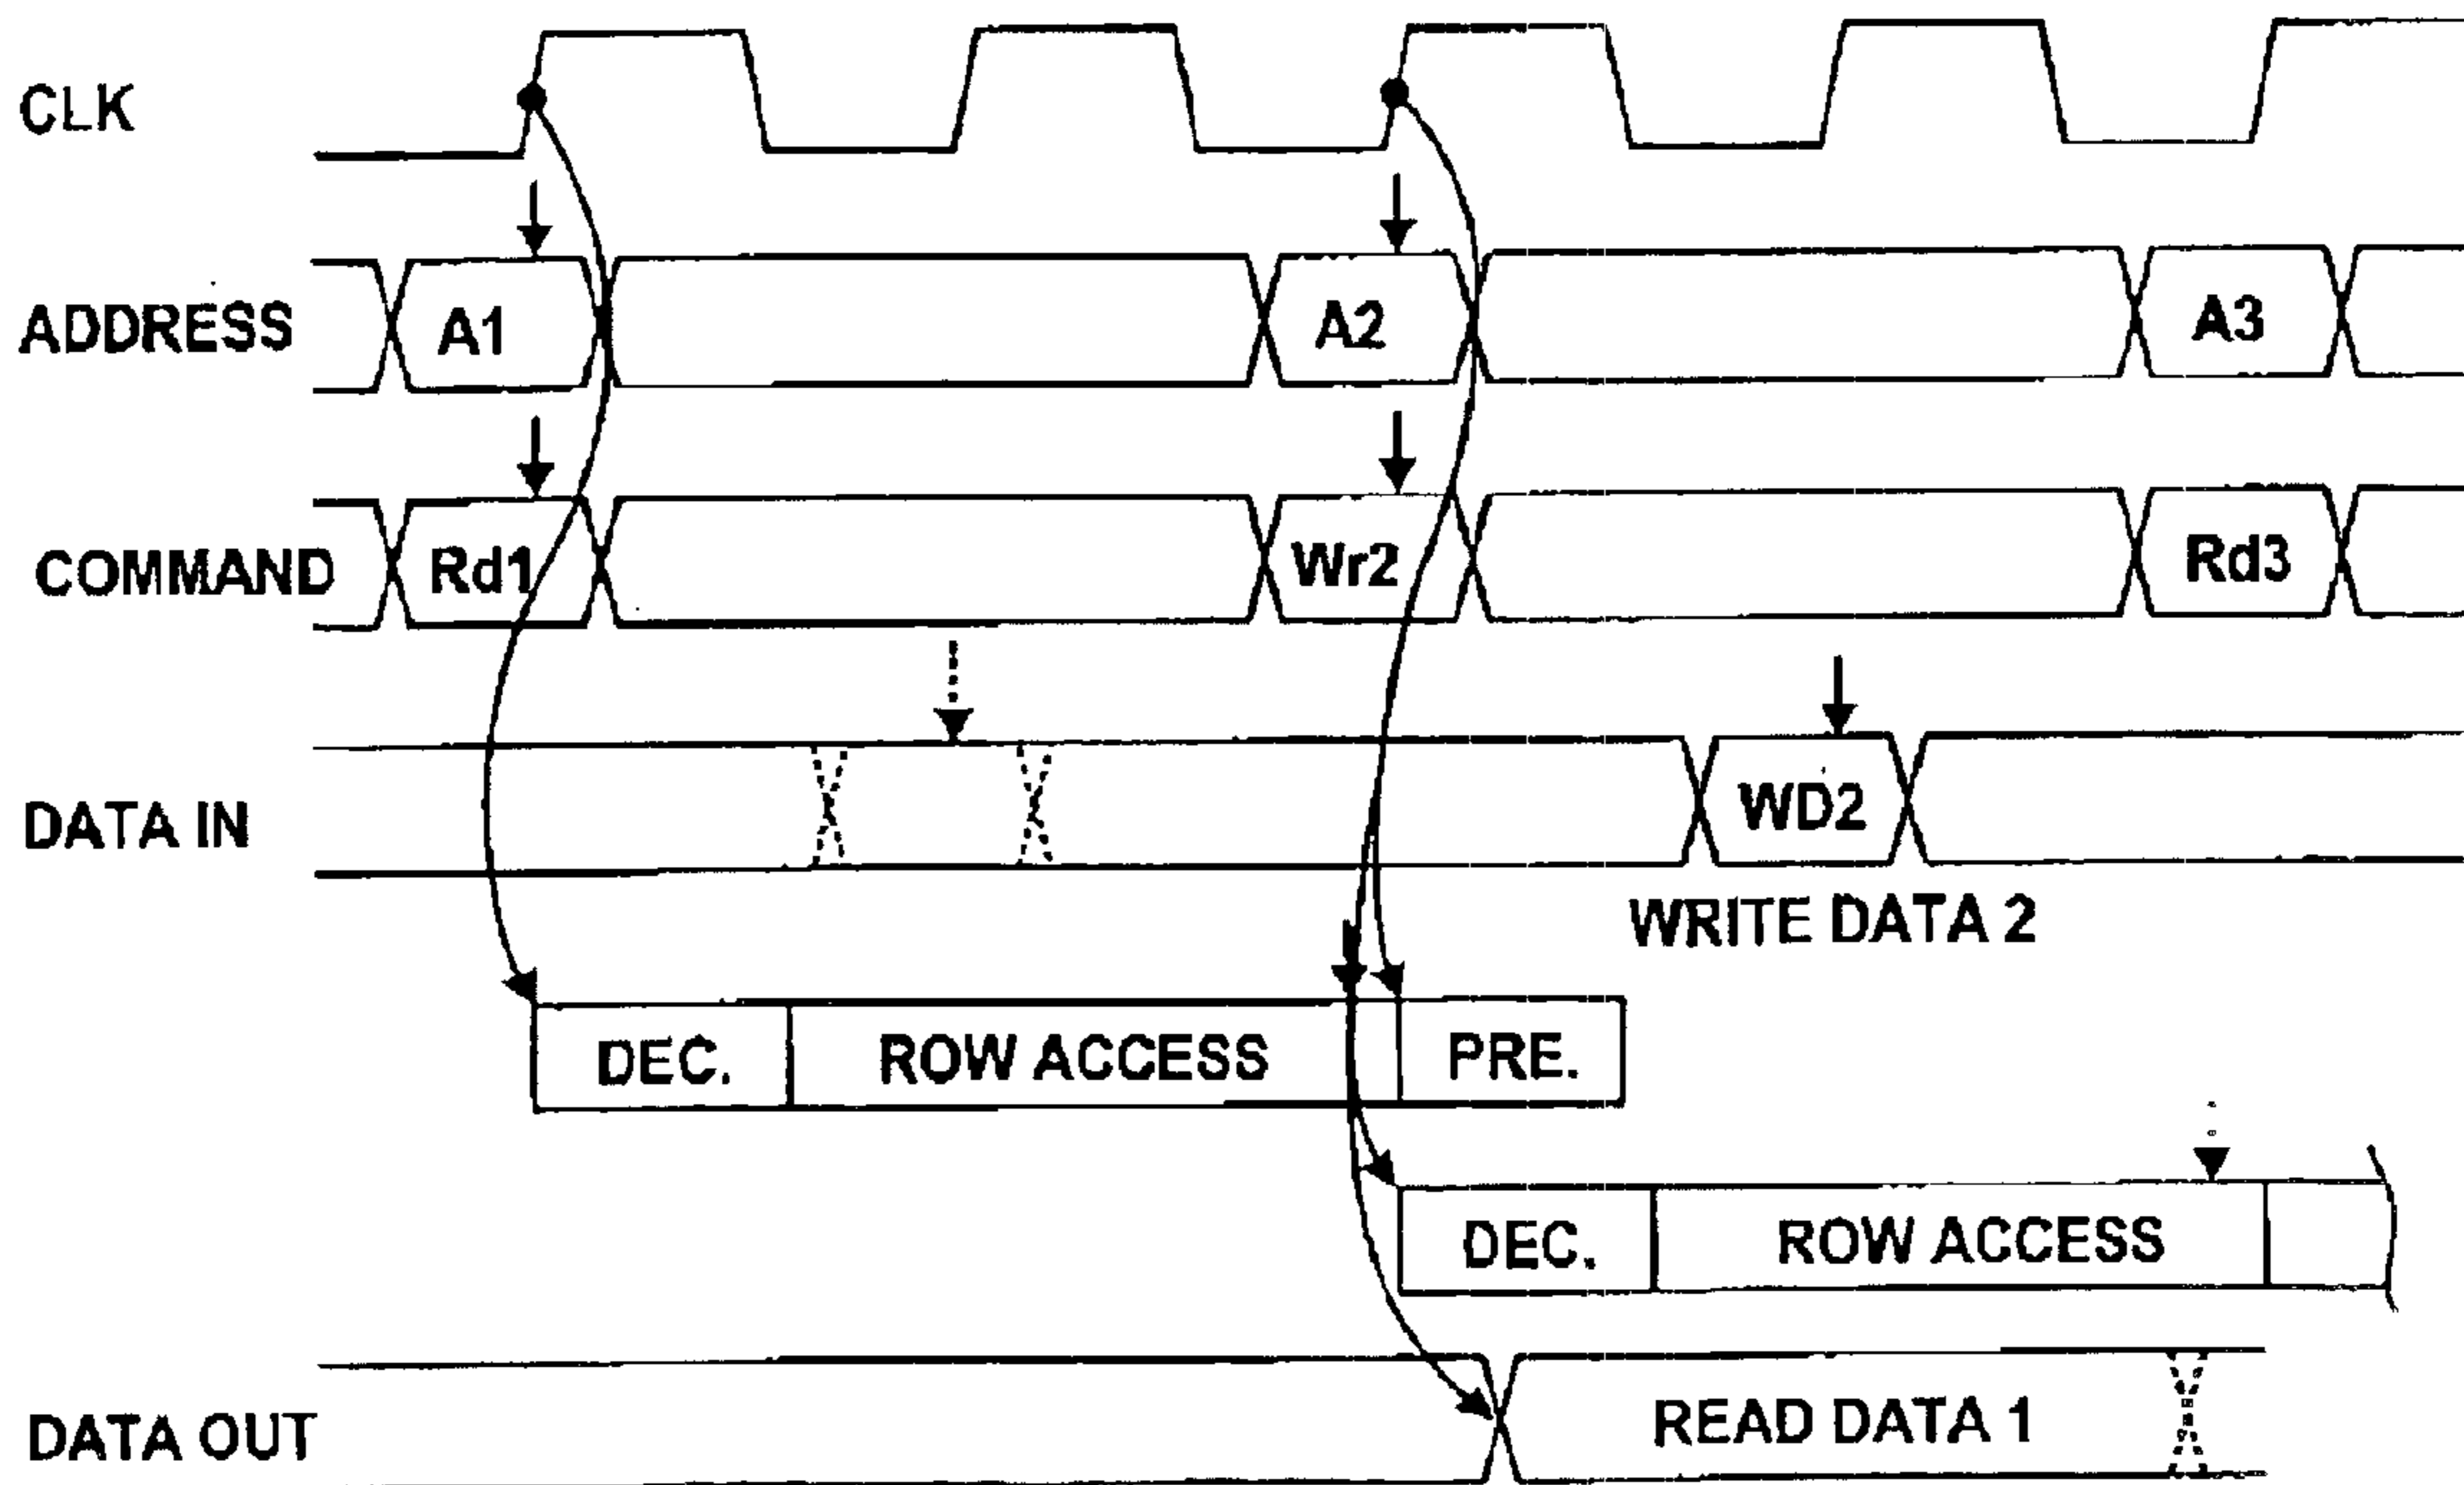 CLK
ADDRESS A1 A2 A3
COMMAND Rd1 Wr2 Rd3
DATA IN WD2
WRITE DATA 2
DEC. ROW ACCESS PRE.
DEC. ROW ACCESS
DATA OUT READ DATA 1